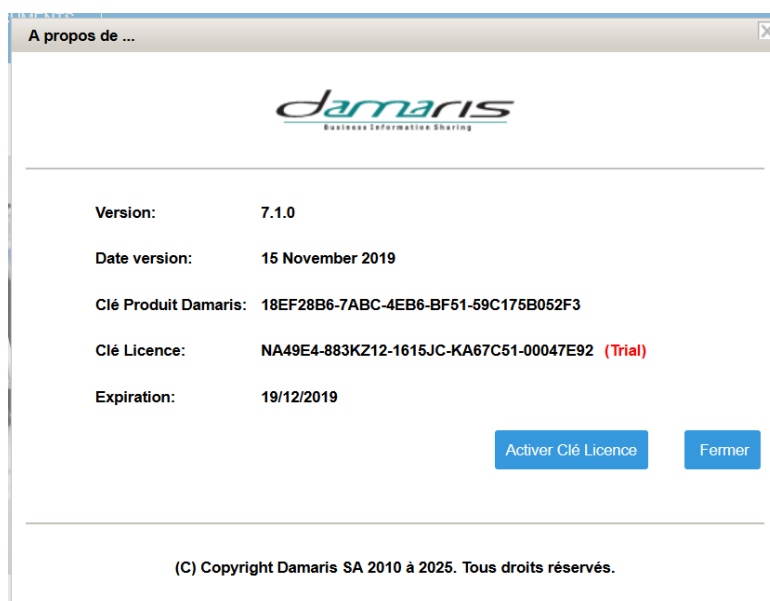 A propos de ...
damaris
Business Information Sharing
Version: 7.1.0
Date version: 15 November 2019
Clé Produit Damaris: 18EF28B6-7ABC-4EB6-BF51-59C175B052F3
Clé Licence: NA49E4-883KZ12-1615JC-KA67C51-00047E92 (Trial)
Expiration: 19/12/2019
Activer Clé Licence Fermer
(C) Copyright Damaris SA 2010 à 2025. Tous droits réservés.